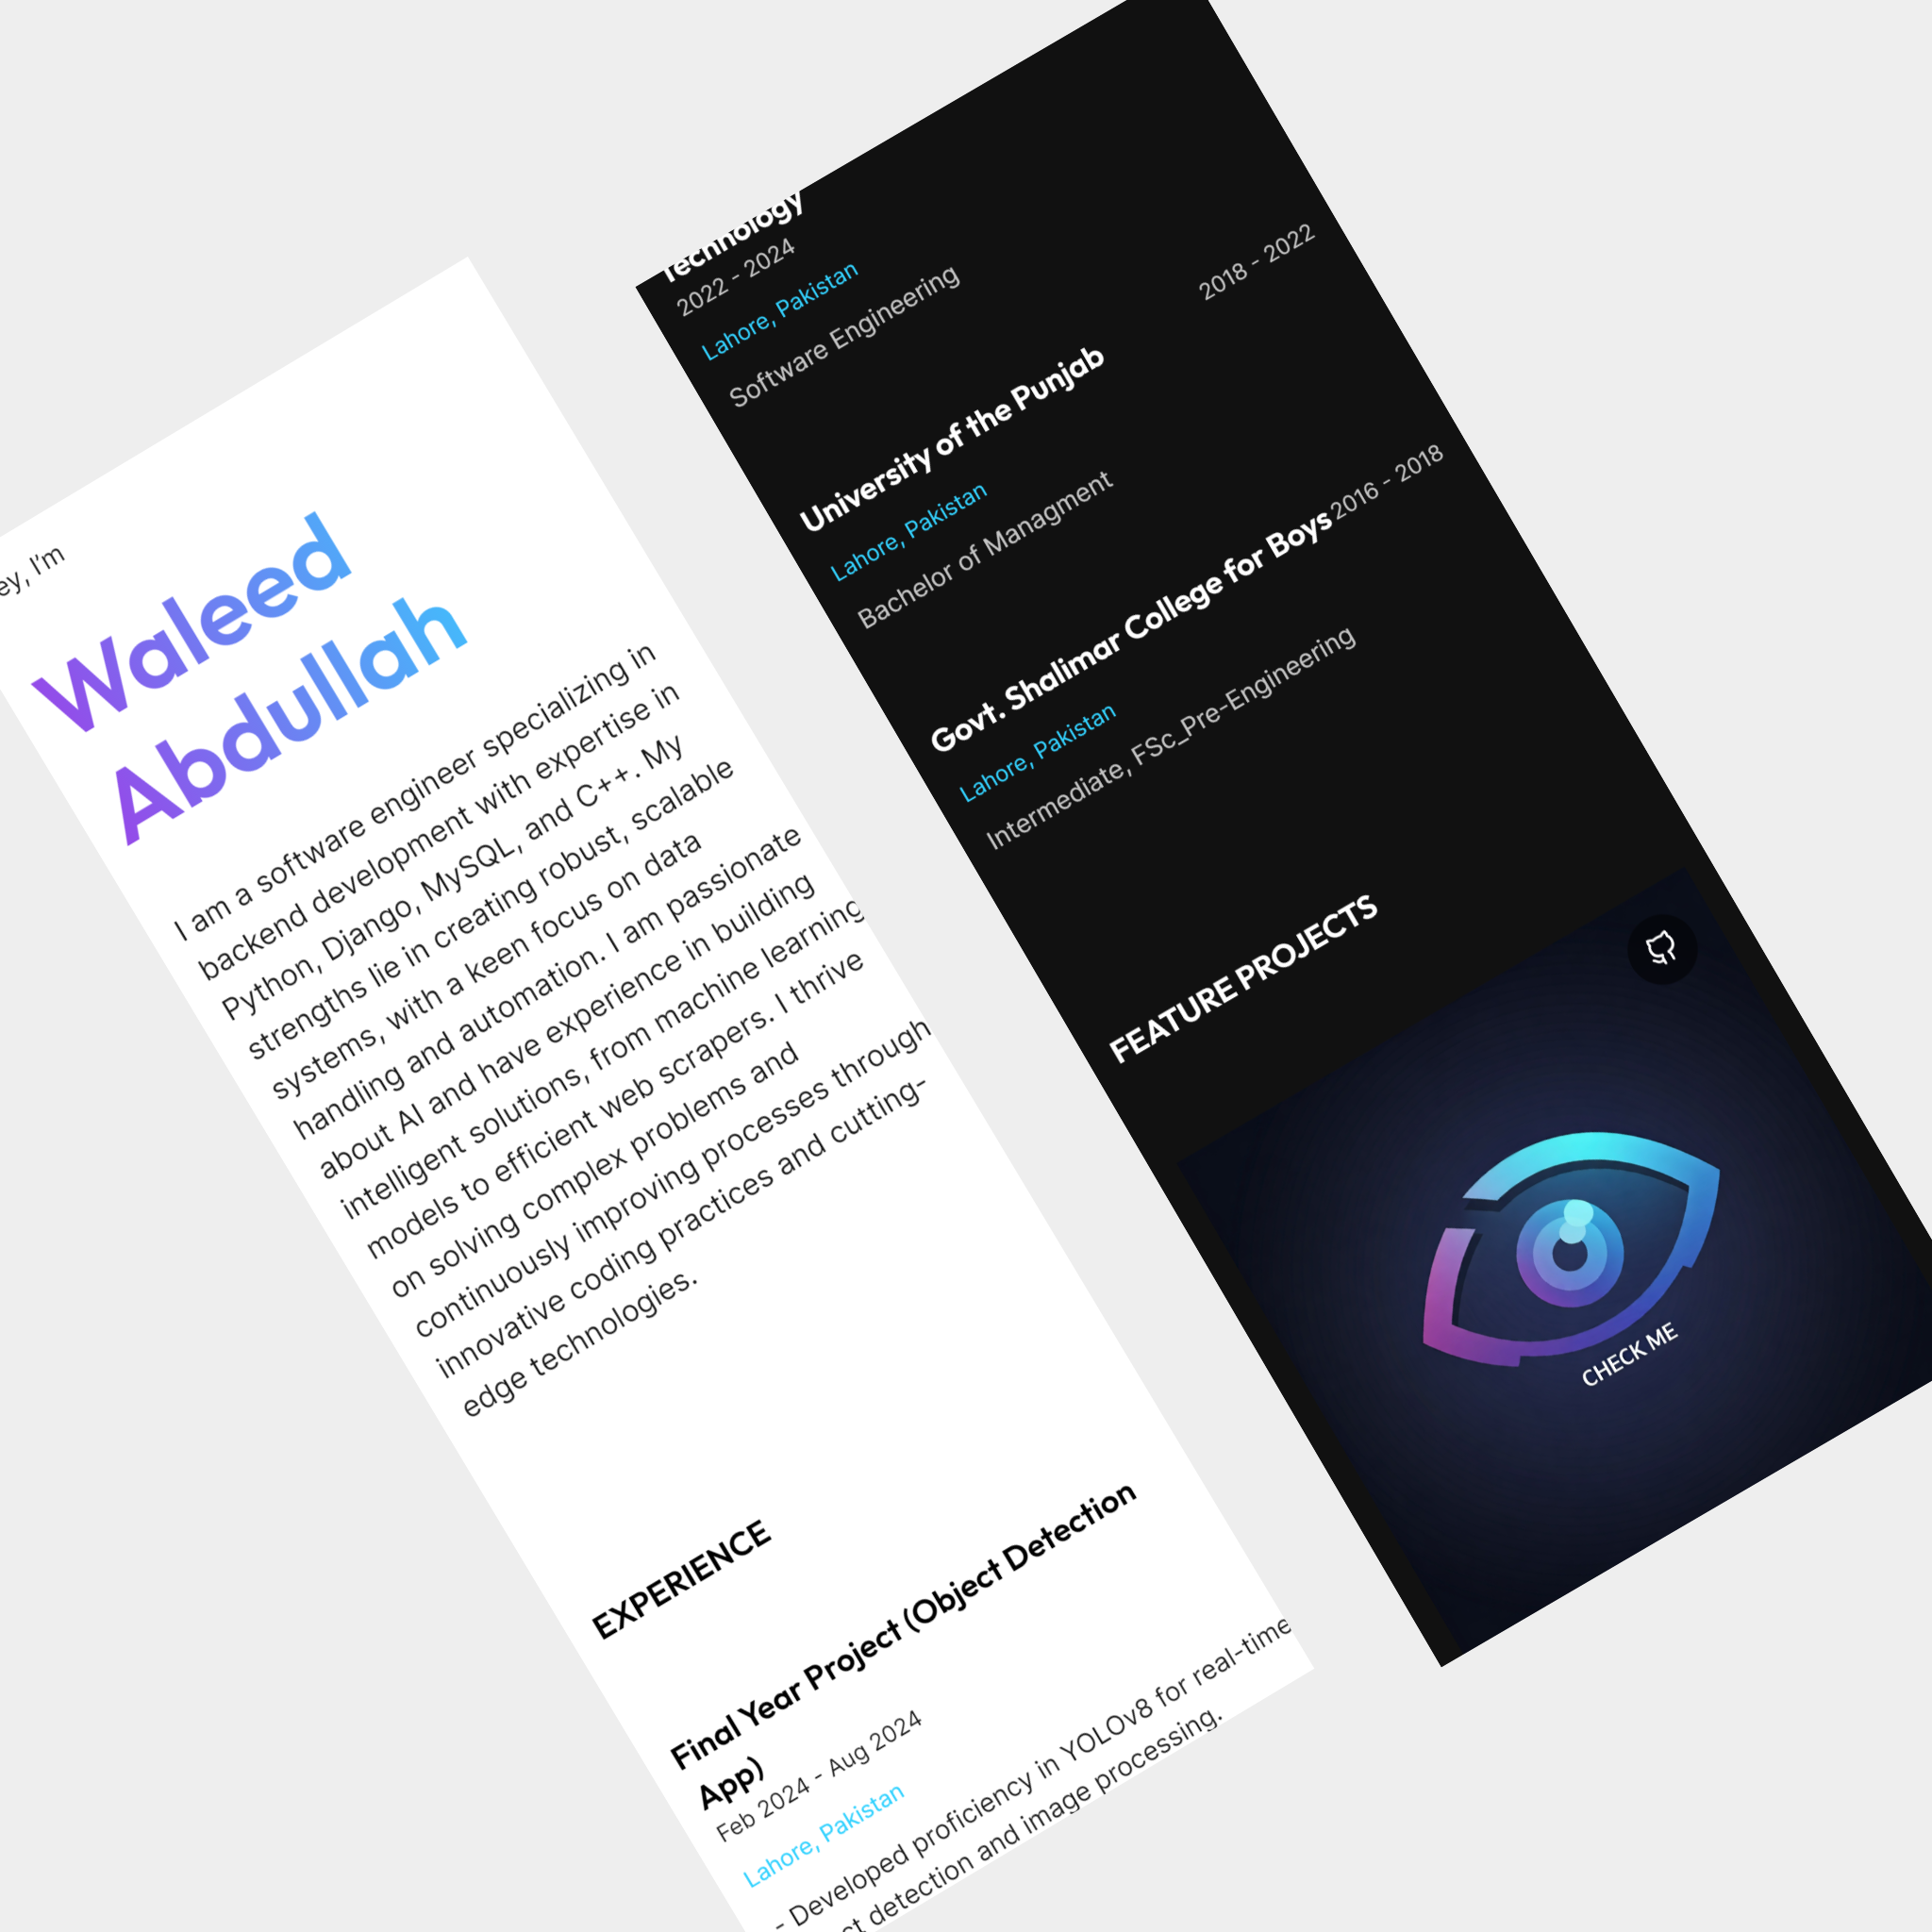 ey, I'm
Waleed
Abdullah
I am a software engineer specializing in
backend development with expertise in
Python, Django, MySQL, and C++. My
strengths lie in creating robust, scalable
systems, with a keen focus on data
handling and automation. I am passionate
about AI and have experience in building
intelligent solutions, from machine learning
models to efficient web scrapers. I thrive
on solving complex problems and
continuously improving processes through
innovative coding practices and cutting-
edge technologies.
EXPERIENCE
Final Year Project (Object Detection
App)
Feb 2024 - Aug 2024
Lahore, Pakistan
- Developed proficiency in YOLOv8 for real-time
ct detection and image processing.
Technology
2022 - 2024
Lahore, Pakistan
Software Engineering
University of the Punjab
2018 - 2022
Lahore, Pakistan
Bachelor of Managment
Govt. Shalimar College for Boys 2016 - 2018
Lahore, Pakistan
Intermediate, FSc_Pre-Engineering
FEATURE PROJECTS
CHECK ME